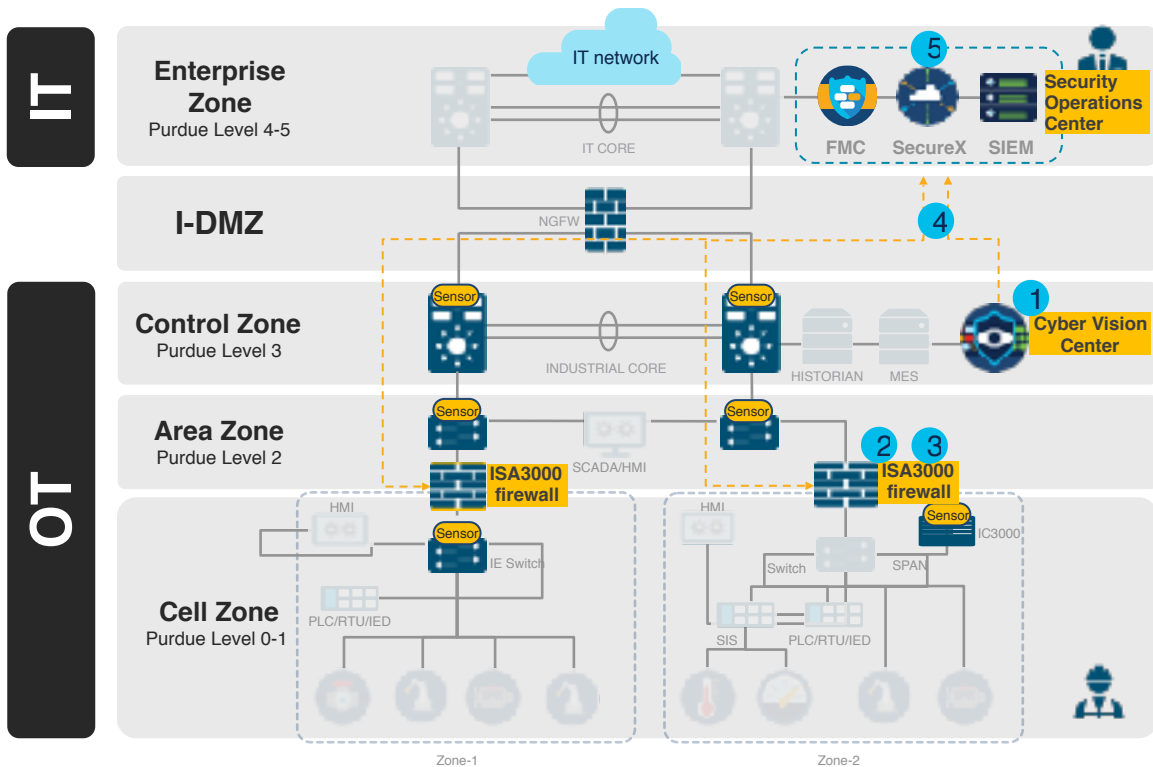 IT
Enterprise
Zone
Purdue Level 4-5
IT network
IT CORE
5
FMC
SecureX
SIEM
Security
Operations
Center
I-DMZ
NGFW
4
OT
Control Zone
Purdue Level 3
Sensor
Sensor
INDUSTRIAL CORE
HISTORIAN
MES
1
Cyber Vision
Center
Area Zone
Purdue Level 2
Sensor
SCADA/HMI
Sensor
ISA3000
firewall
2
3
ISA3000
firewall
Cell Zone
Purdue Level 0-1
HMI
Sensor
IE Switch
PLC/RTU/IED
HMI
Sensor
IC3000
Switch
SPAN
SIS
PLC/RTU/IED
Zone-1
Zone-2